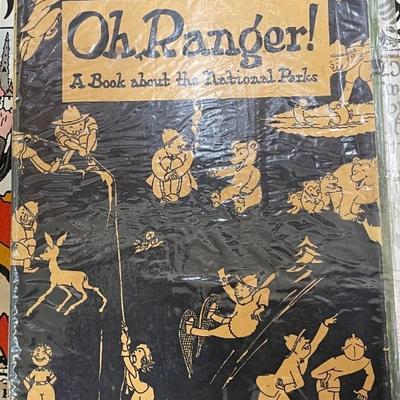 Oh, Ranger!
A Book about the National Parks